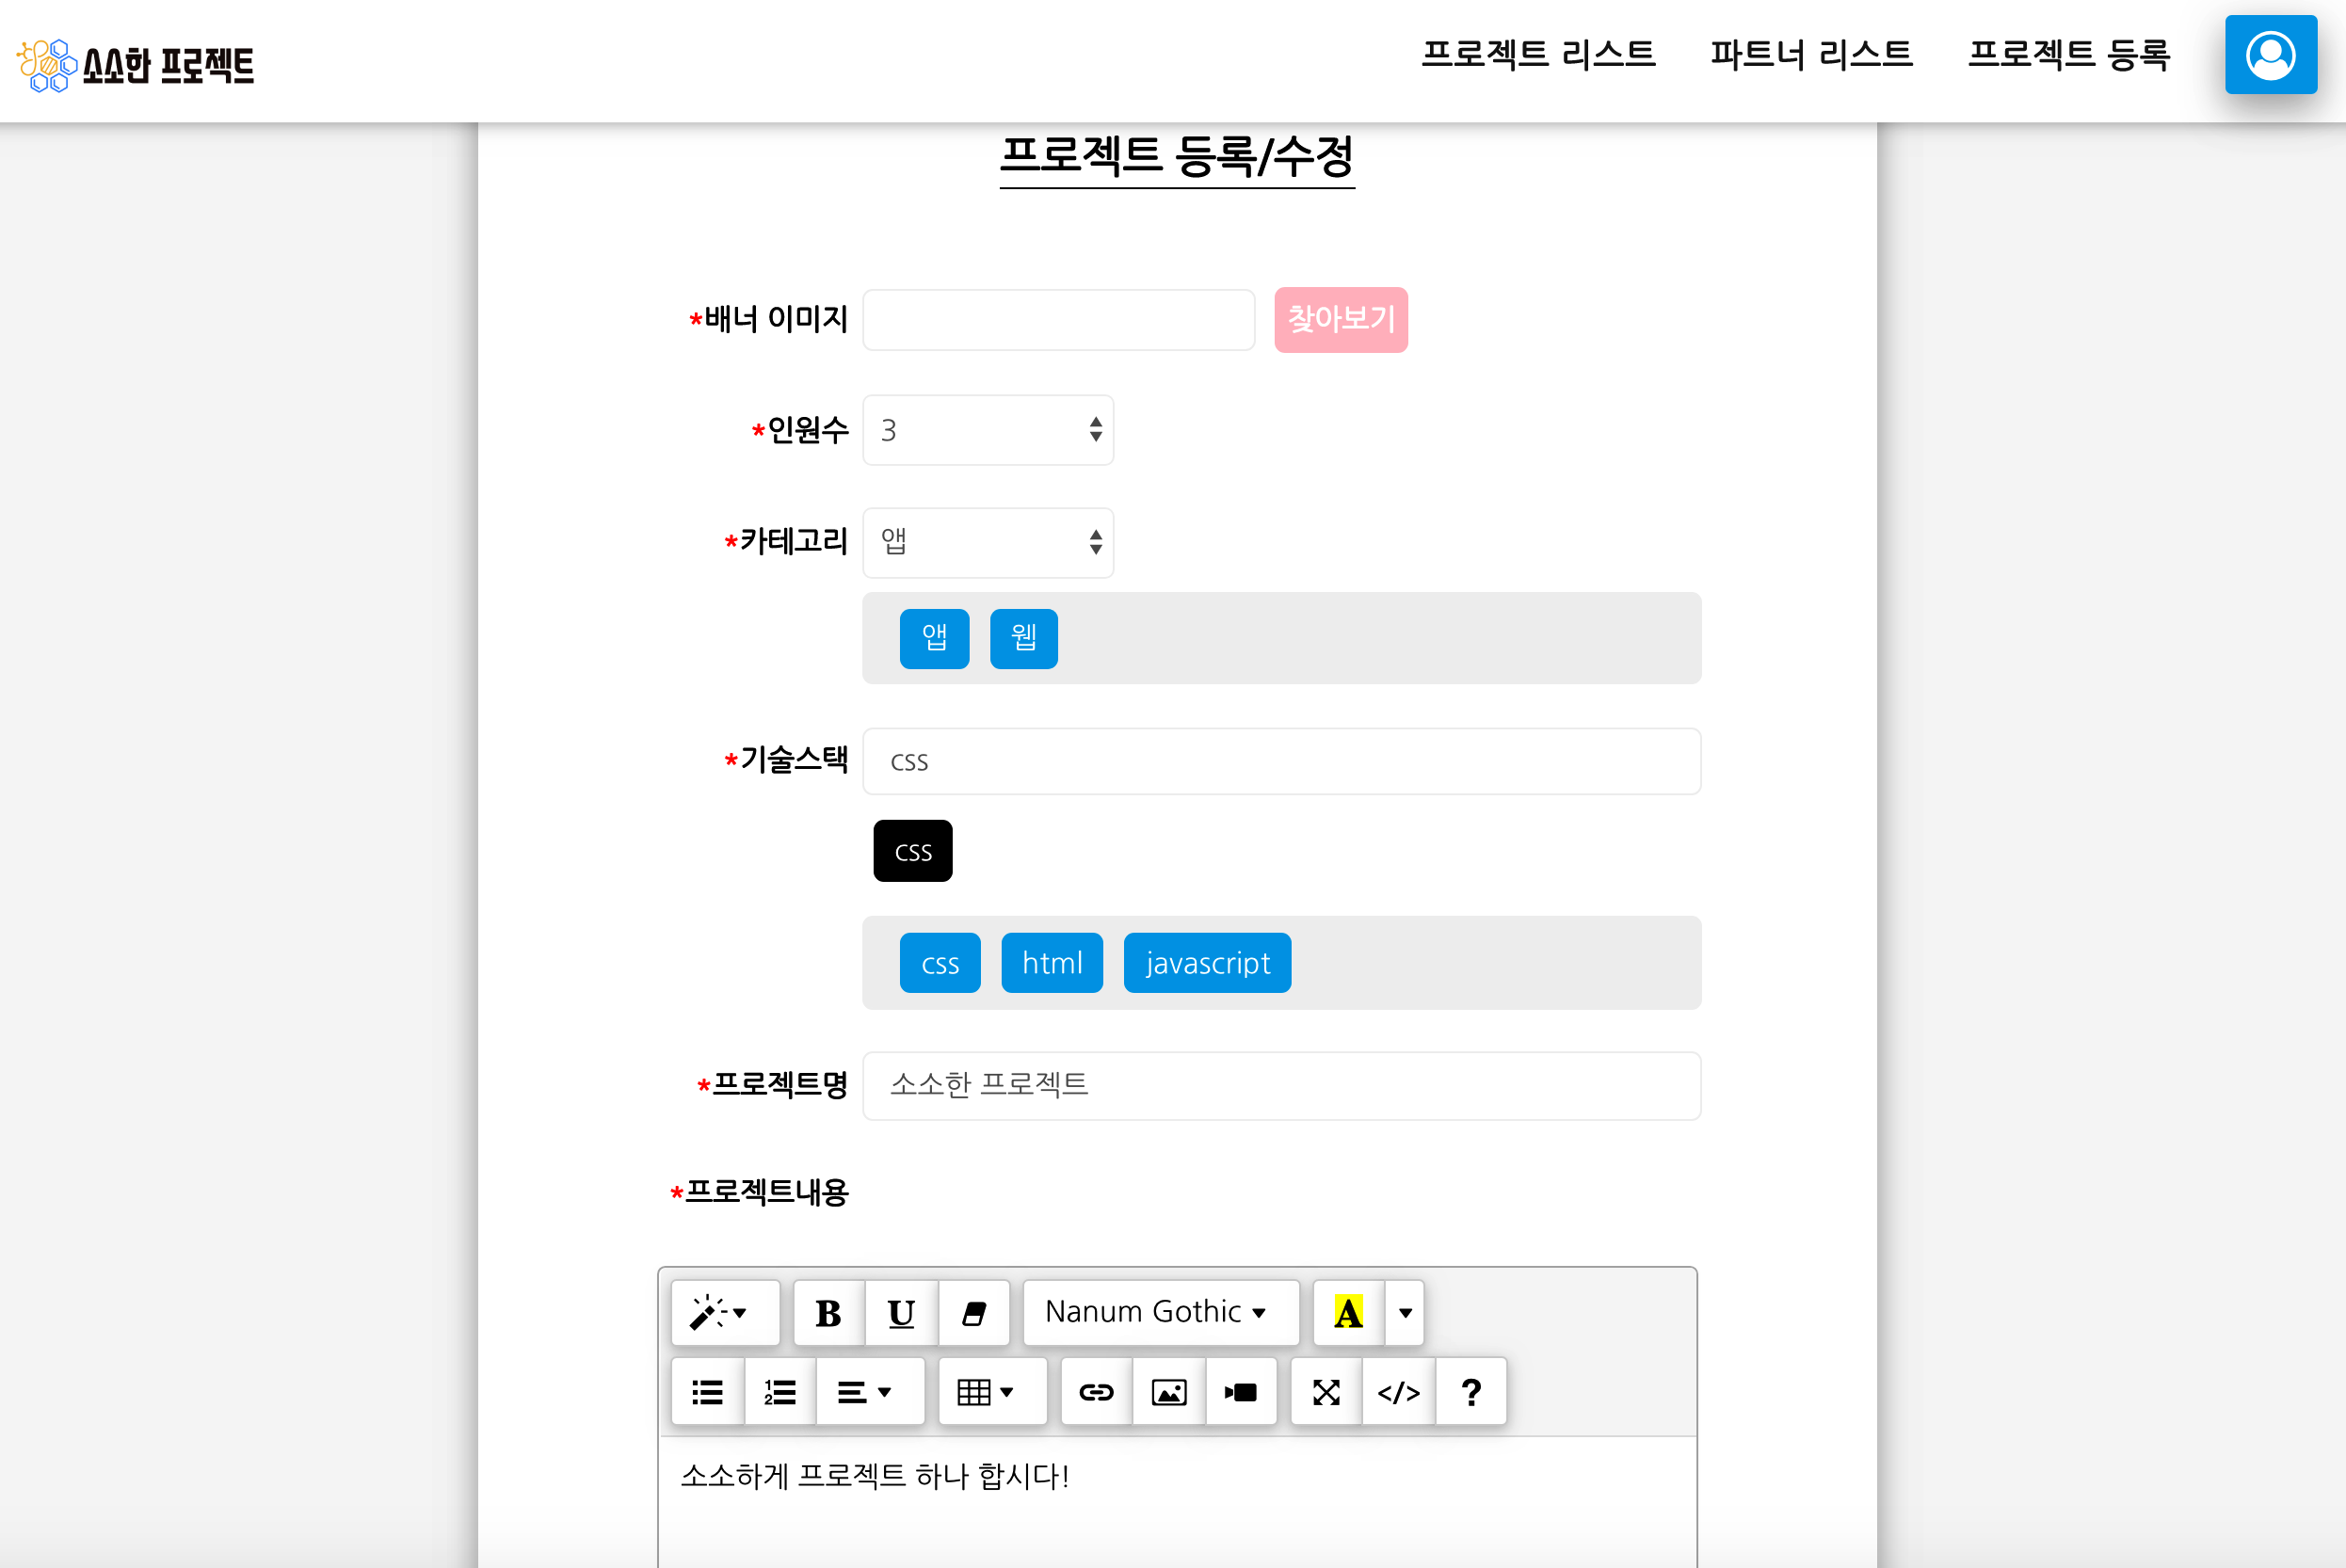 소소한 프로젝트 프로젝트 리스트 파트너 리스트 프로젝트 등록
프로젝트 등록/수정
*배너 이미지 찾아보기
*인원수 3
*카테고리 앱
앱 웹
*기술스택 css
css
css html javascript
*프로젝트명 소소한 프로젝트
*프로젝트내용
B U Nanum Gothic A
</> ?
소소하게 프로젝트 하나 합시다!